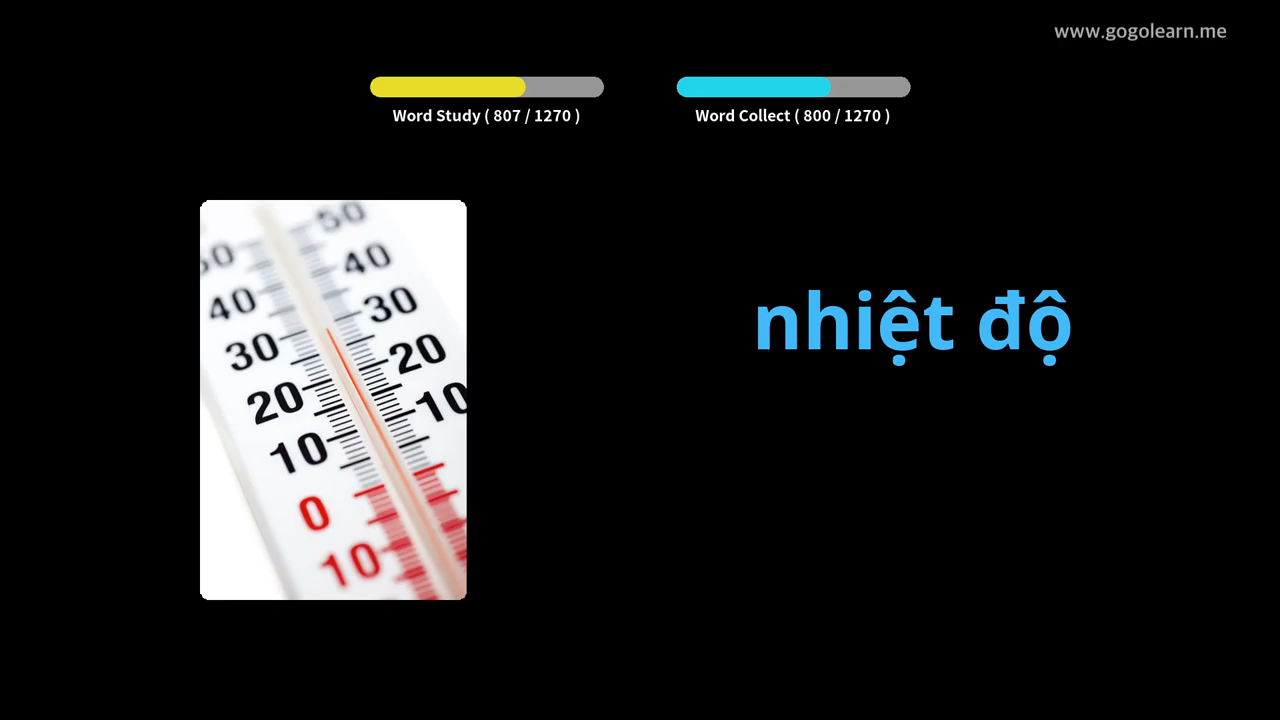 www.gogolearn.me
Word Study ( 807 / 1270 )
Word Collect ( 800 / 1270 )
50
40
40
30
30
20
20
10
10
0
10
nhiệt độ